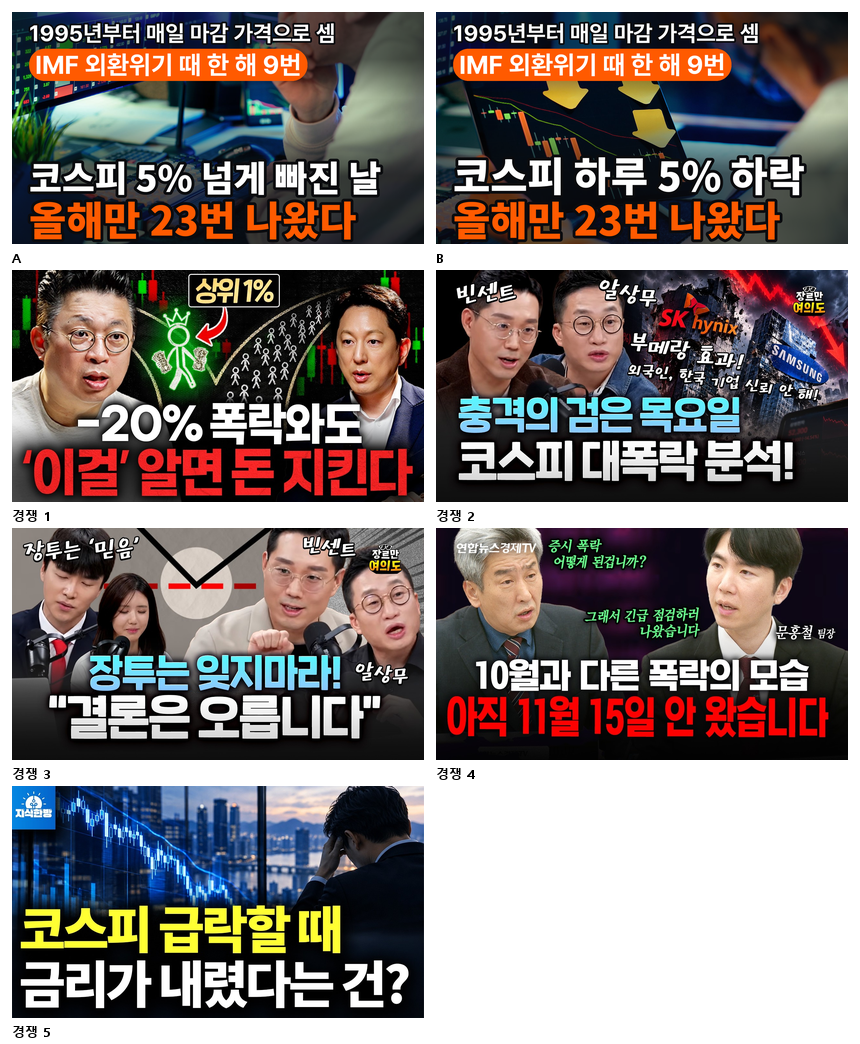 1995년부터 매일 마감 가격으로 셈
IMF 외환위기 때 한 해 9번
코스피 5% 넘게 빠진 날
올해만 23번 나왔다
A
1995년부터 매일 마감 가격으로 셈
IMF 외환위기 때 한 해 9번
코스피 하루 5% 하락
올해만 23번 나왔다
B
상위 1%
-20% 폭락와도
'이걸' 알면 돈 지킨다
경쟁 1
빈센트
알상무
장르만
여의도
SK hynix
부메랑 효과!
SAMSUNG
외국인, 한국 기업 신뢰 안 해!
충격의 검은 목요일
코스피 대폭락 분석!
경쟁 2
장투는 '믿음'
빈센트
장르만
여의도
장투는 잊지마라!
알상무
"결론은 오릅니다"
경쟁 3
연합뉴스경제TV
증시 폭락
어떻게 된겁니까?
그래서 긴급 점검하러
나왔습니다
문홍철 팀장
10월과 다른 폭락의 모습
아직 11월 15일 안 왔습니다
경쟁 4
지식한방
코스피 급락할 때
금리가 내렸다는 건?
경쟁 5